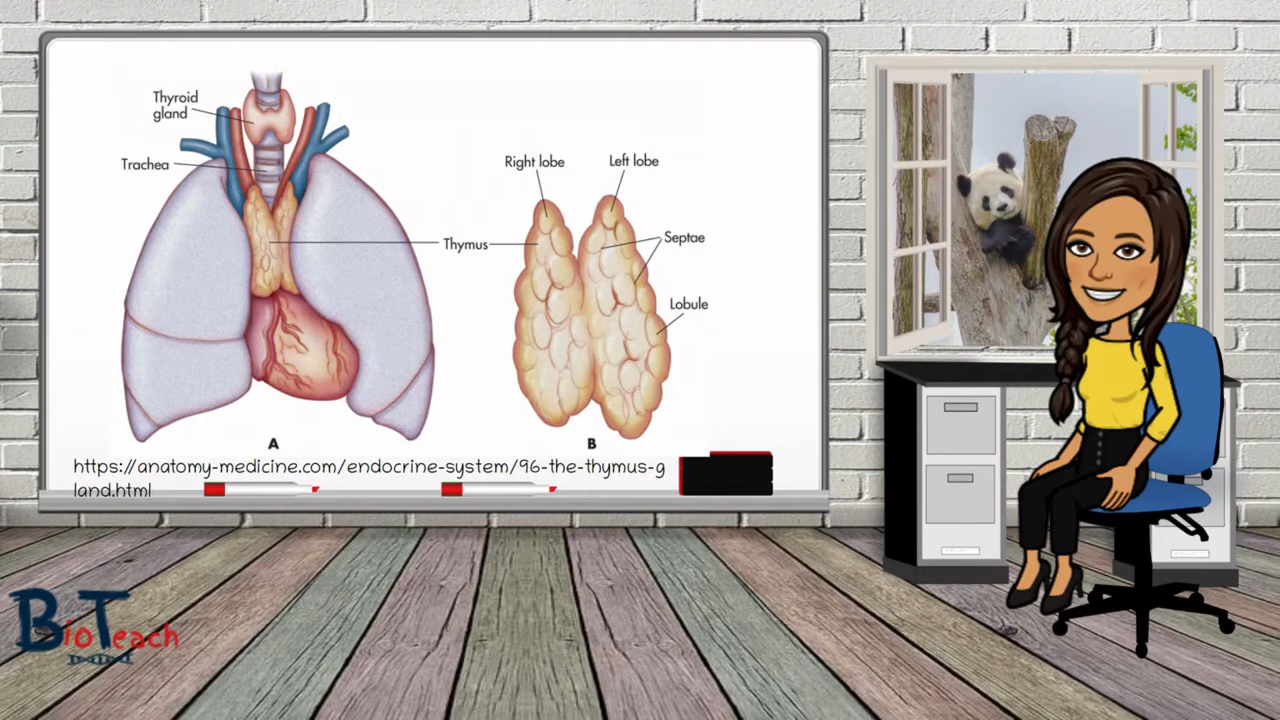 Thyroid
gland
Trachea
Right lobe
Left lobe
Thymus
Septae
Lobule
A
B
https://anatomy-medicine.com/endocrine-system/96-the-thymus-g
land.html
BioTeach